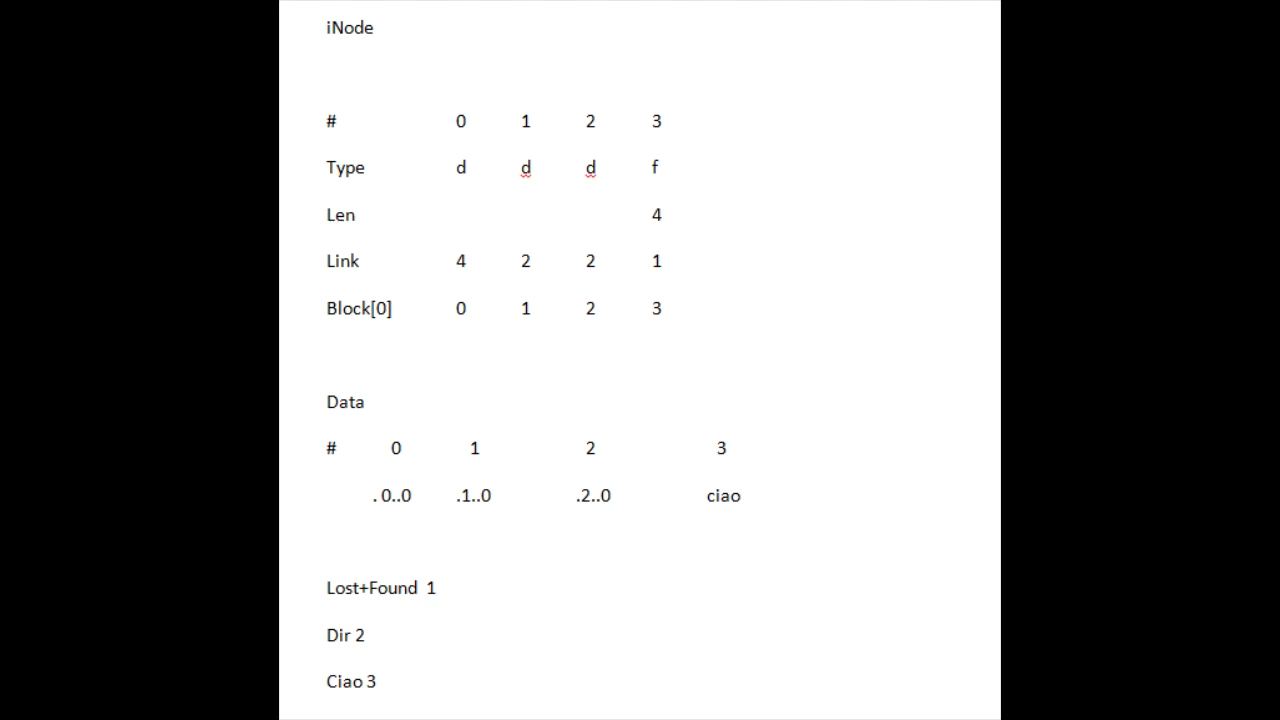 iNode
# 0 1 2 3
Type d d d f
Len 4
Link 4 2 2 1
Block[0] 0 1 2 3
Data
# 0 1 2 3
. 0..0 .1..0 .2..0 ciao
Lost+Found 1
Dir 2
Ciao 3